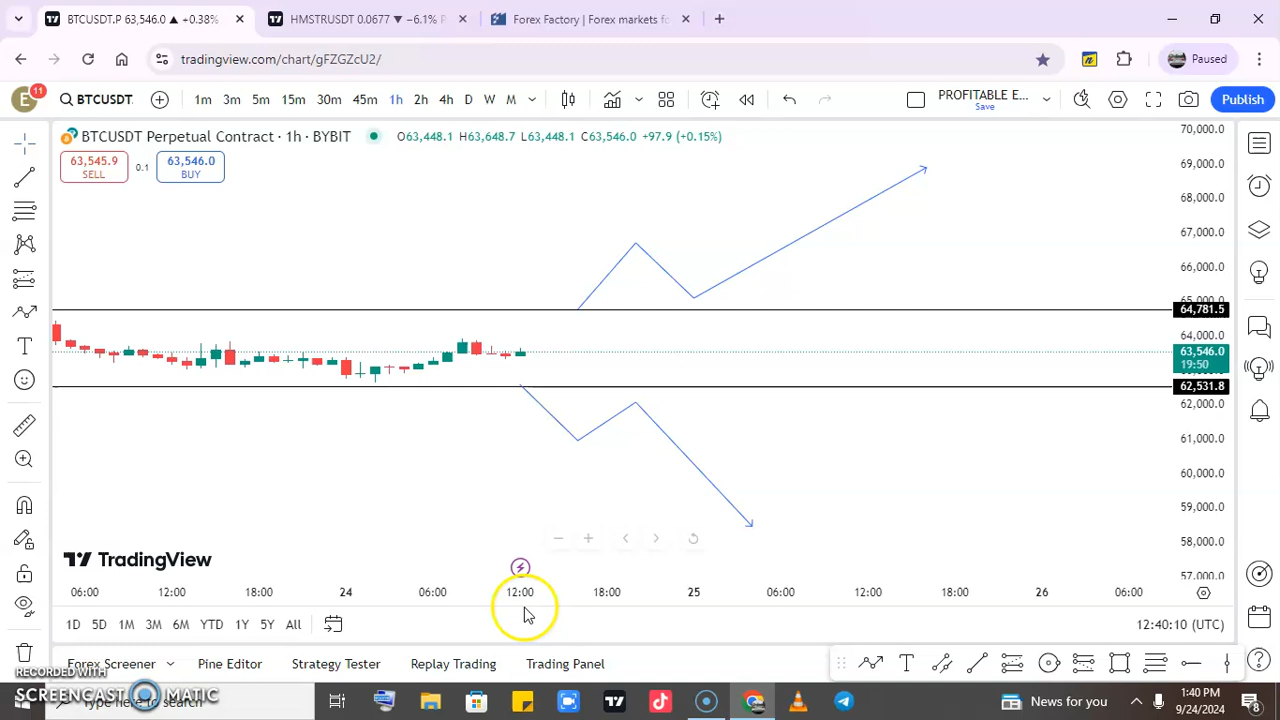 BTCUSDT.P 63,546.0 ▲ +0.38%
HMSTRUSDT 0.0677 ▼ −6.1%
Forex Factory | Forex markets fo
tradingview.com/chart/gFZGZcU2/
Paused
E
11
BTCUSDT.
1m 3m 5m 15m 30m 45m 1h 2h 4h D W M
PROFITABLE E...
Save
Publish
BTCUSDT Perpetual Contract · 1h · BYBIT
O63,448.1 H63,648.7 L63,448.1 C63,546.0 +97.9 (+0.15%)
63,545.9
SELL
0.1
63,546.0
BUY
70,000.0
69,000.0
68,000.0
67,000.0
66,000.0
65,000.0
64,781.5
64,000.0
63,546.0
19:50
62,531.8
62,000.0
61,000.0
60,000.0
59,000.0
58,000.0
57,000.0
TradingView
06:00 12:00 18:00 24 06:00 12:00 18:00 25 06:00 12:00 18:00 26 06:00
1D 5D 1M 3M 6M YTD 1Y 5Y All
12:40:10 (UTC)
Forex Screener
Pine Editor
Strategy Tester
Replay Trading
Trading Panel
RECORDED WITH
SCREENCAST MATIC
Type here to search
News for you
1:40 PM
9/24/2024
8